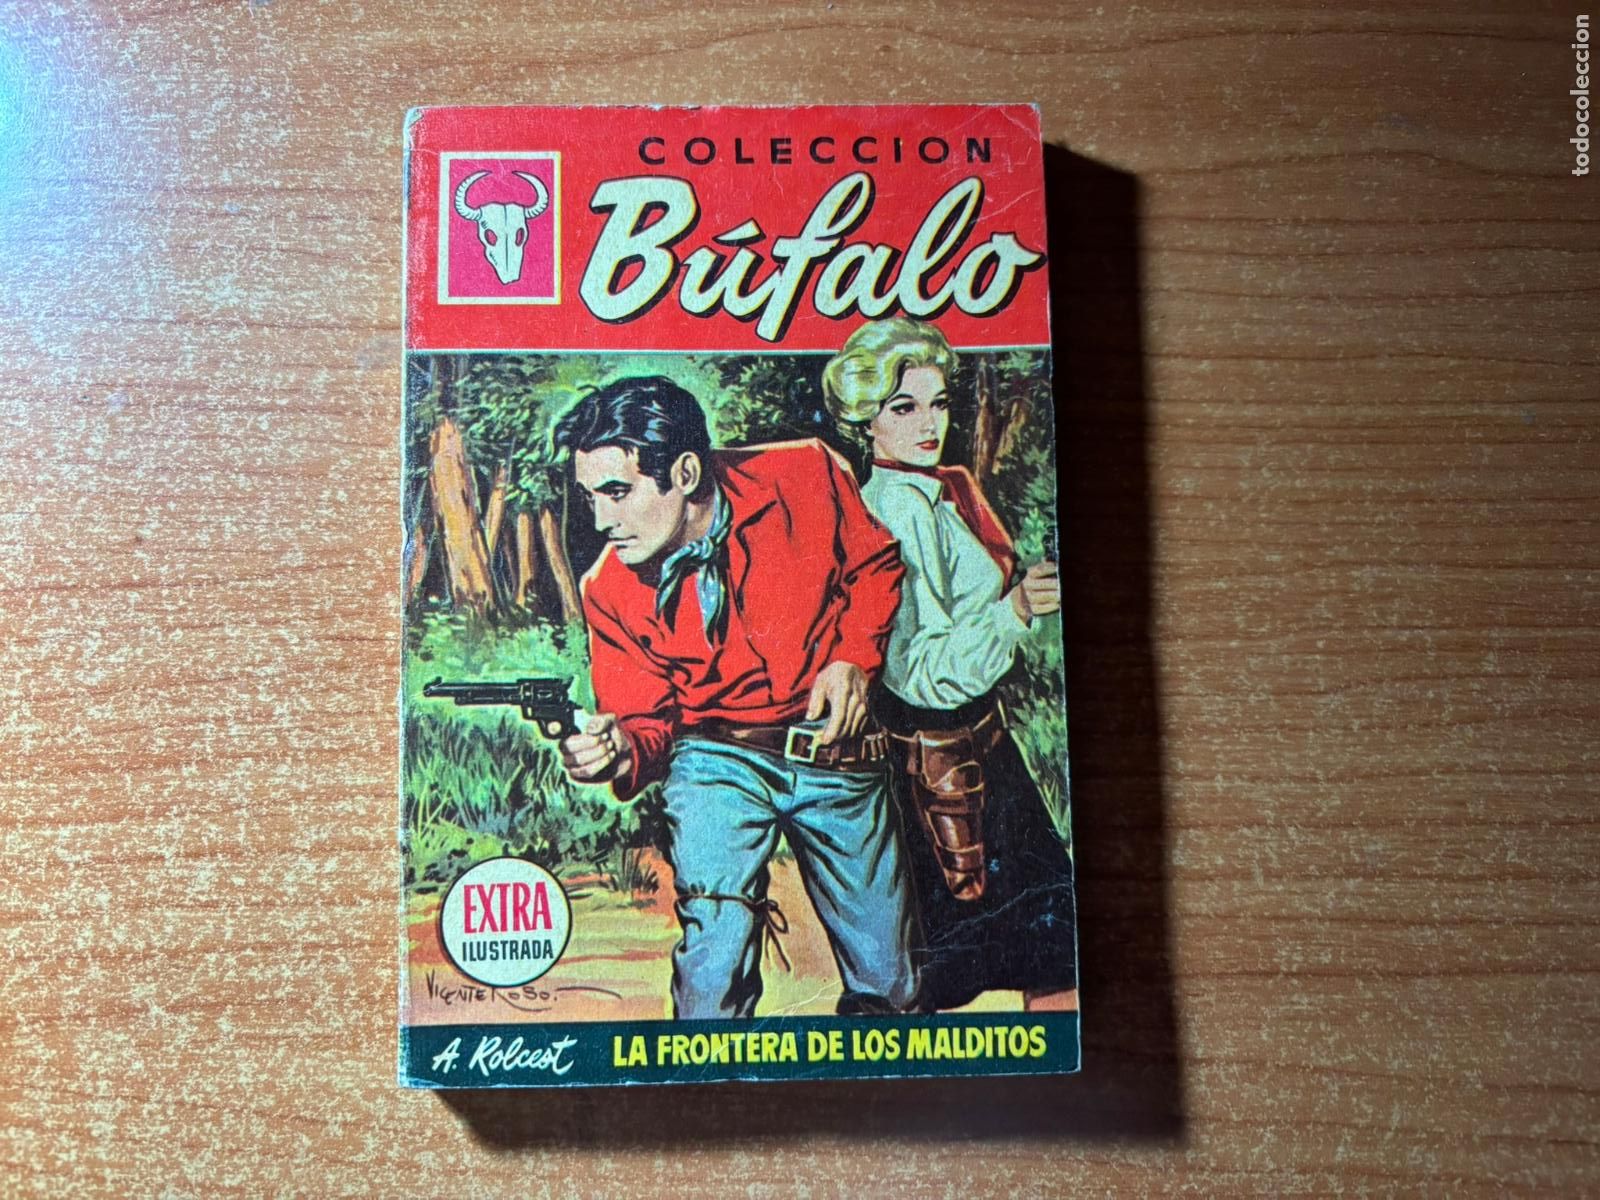 COLECCION
Búfalo
EXTRA
ILUSTRADA
VICENTE ROSO.
A. Rolcest
LA FRONTERA DE LOS MALDITOS
todocoleccion